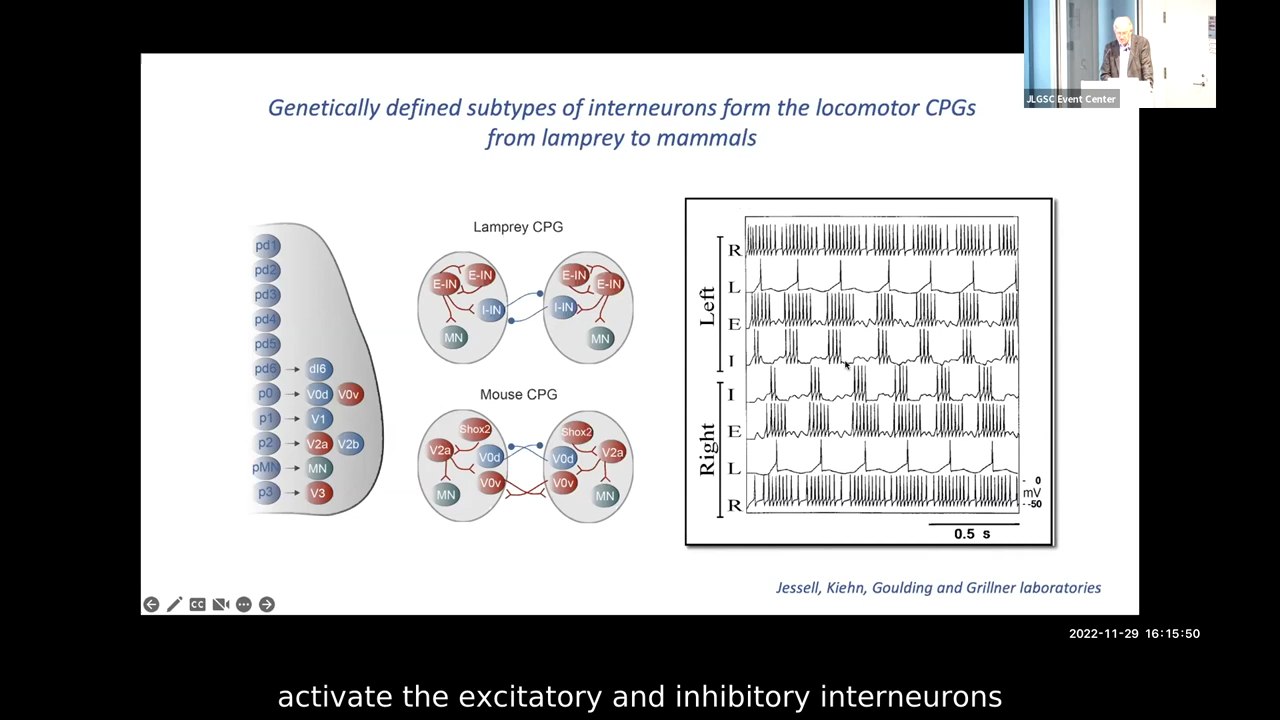 JLGSC Event Center
Genetically defined subtypes of interneurons form the locomotor CPGs
from lamprey to mammals
pd1
pd2
pd3
pd4
pd5
pd6 dI6
p0 V0d V0v
p1 V1
p2 V2a V2b
pMN MN
p3 V3
Lamprey CPG
E-IN E-IN E-IN E-IN
I-IN I-IN
MN MN
Mouse CPG
Shox2 Shox2
V2a V0d V0d V2a
V0v V0v
MN MN
Left
R
L
E
I
Right
I
E
L
R
0
mV
-50
0.5 s
Jessell, Kiehn, Goulding and Grillner laboratories
CC
2022-11-29 16:15:50
activate the excitatory and inhibitory interneurons